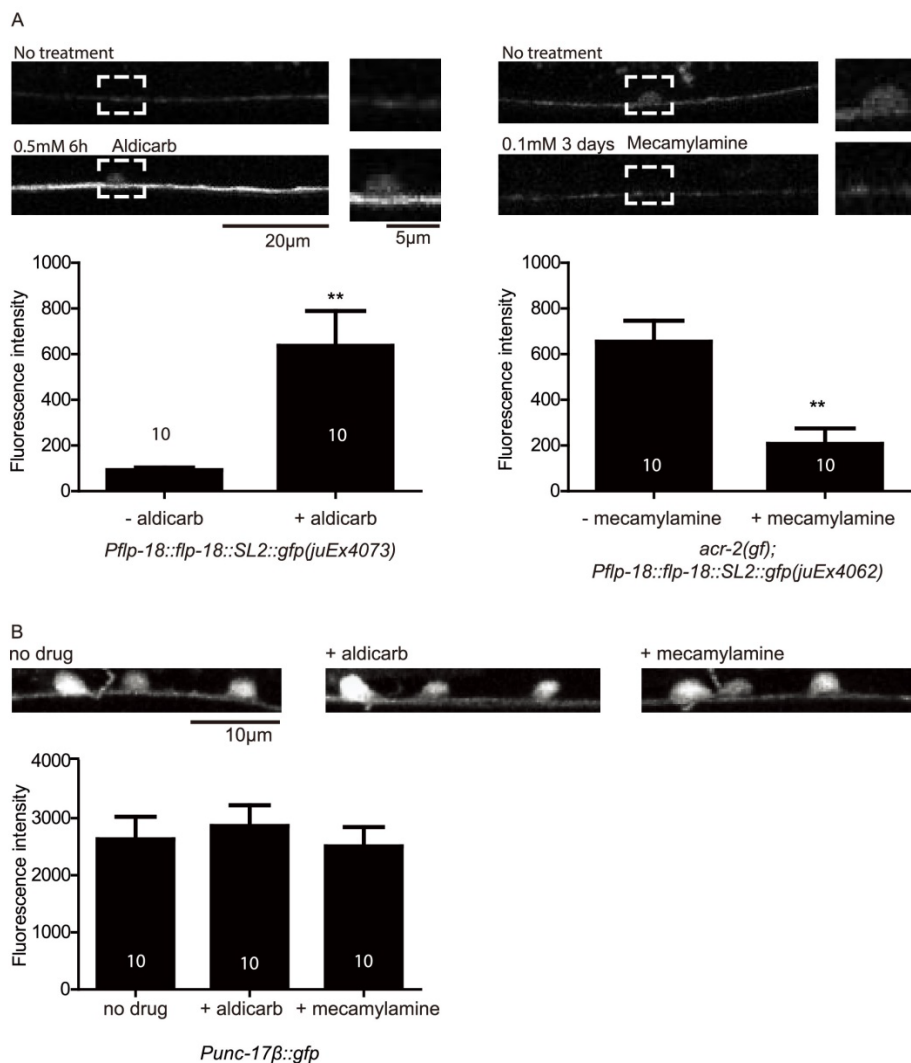 A
No treatment
0.5mM 6h Aldicarb
20µm
5µm
1000
800
600
400
200
0
Fluorescence intensity
10
**
10
- aldicarb + aldicarb
Pflp-18::flp-18::SL2::gfp(juEx4073)
No treatment
0.1mM 3 days Mecamylamine
1000
800
600
400
200
0
Fluorescence intensity
10
**
10
- mecamylamine + mecamylamine
acr-2(gf);
Pflp-18::flp-18::SL2::gfp(juEx4062)
B
no drug
+ aldicarb
+ mecamylamine
10µm
4000
3000
2000
1000
0
Fluorescence intensity
10
10
10
no drug + aldicarb + mecamylamine
Punc-17β::gfp